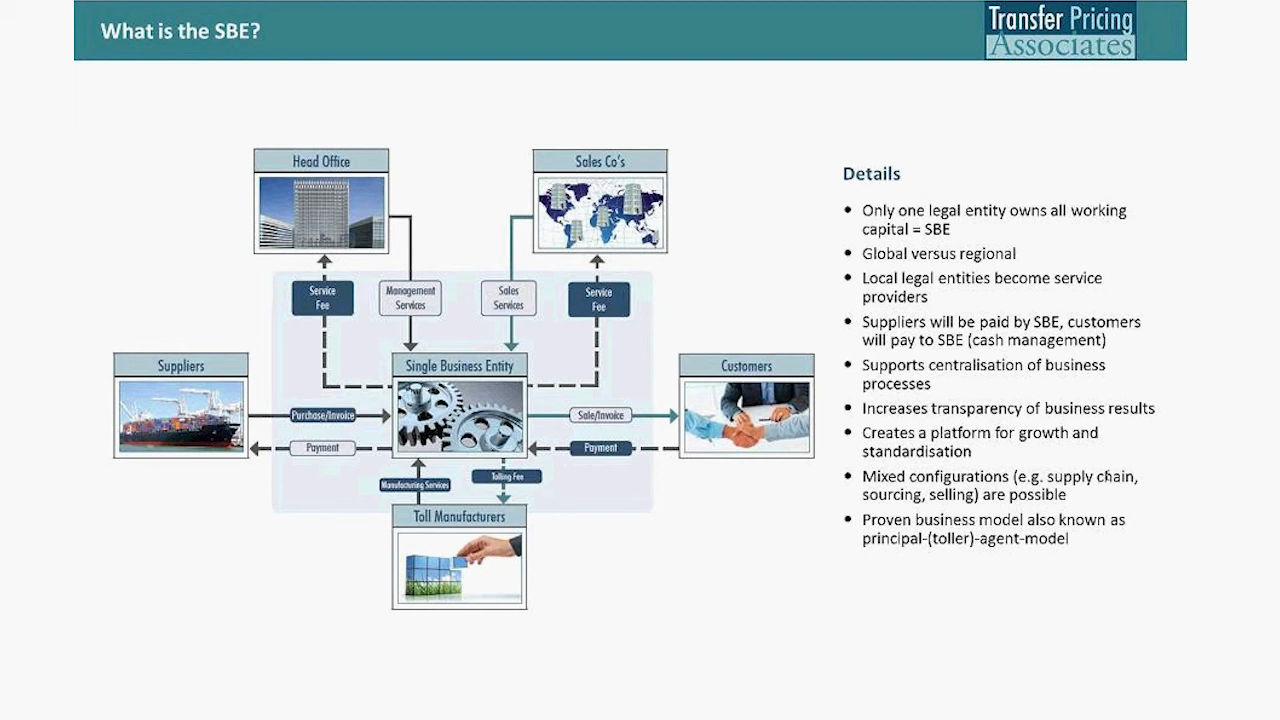 What is the SBE?
Transfer Pricing
Associates
Head Office
Sales Co's
Details
• Only one legal entity owns all working
capital = SBE
• Global versus regional
• Local legal entities become service
providers
• Suppliers will be paid by SBE, customers
will pay to SBE (cash management)
• Supports centralisation of business
processes
• Increases transparency of business results
• Creates a platform for growth and
standardisation
• Mixed configurations (e.g. supply chain,
sourcing, selling) are possible
• Proven business model also known as
principal-(toller)-agent-model
Service
Fee
Management
Services
Sales
Services
Service
Fee
Suppliers
Single Business Entity
Customers
Purchase/Invoice
Sale/Invoice
Payment
Payment
Manufacturing Services
Tolling Fee
Toll Manufacturers